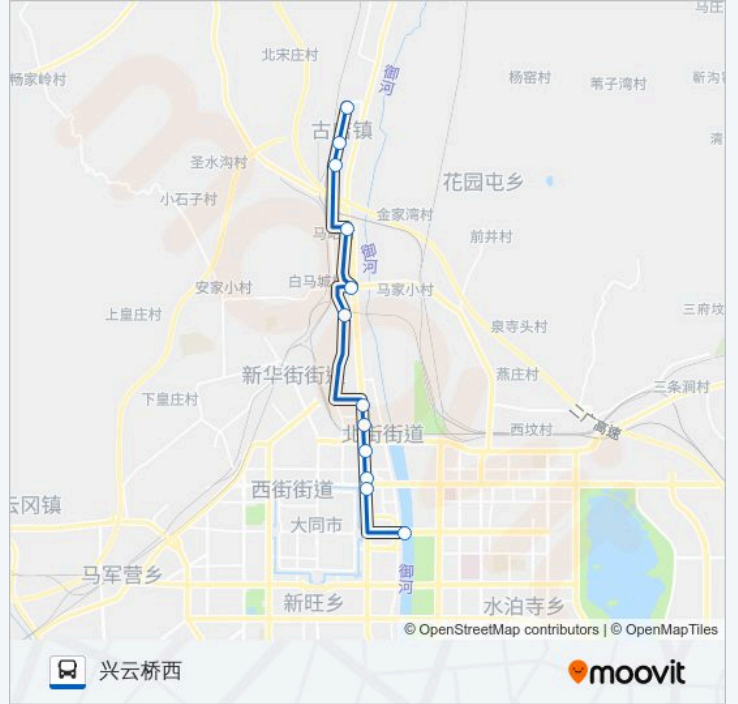 马庄
北宋庄村
御河
杨家岭村
杨窑村
苇子湾村
靳沟
清
古店镇
圣水沟村
花园屯乡
小石子村
金家湾村
前井村
御河
安家小村
白马城
马家小村
三府坟
上皇庄村
泉寺头村
新华街街道
燕庄村
三条涧村
下皇庄村
二广高速
北街街道
西坟村
西街街道
云冈镇
大同市
马军营乡
御河
新旺乡
水泊寺乡
© OpenStreetMap contributors | © OpenMapTiles
兴云桥西
moovit